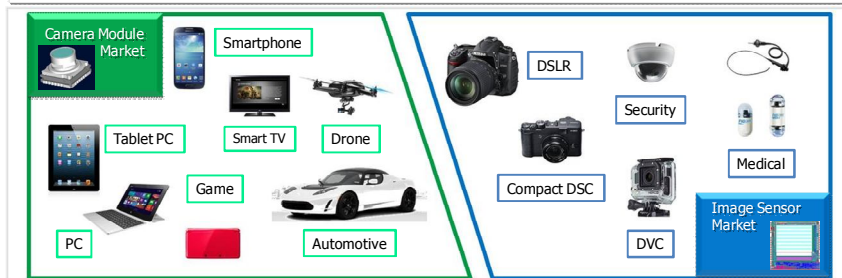 Camera Module
Market
Smartphone
Smart TV
Drone
Tablet PC
Game
PC
Automotive
DSLR
Security
Compact DSC
Medical
DVC
Image Sensor
Market